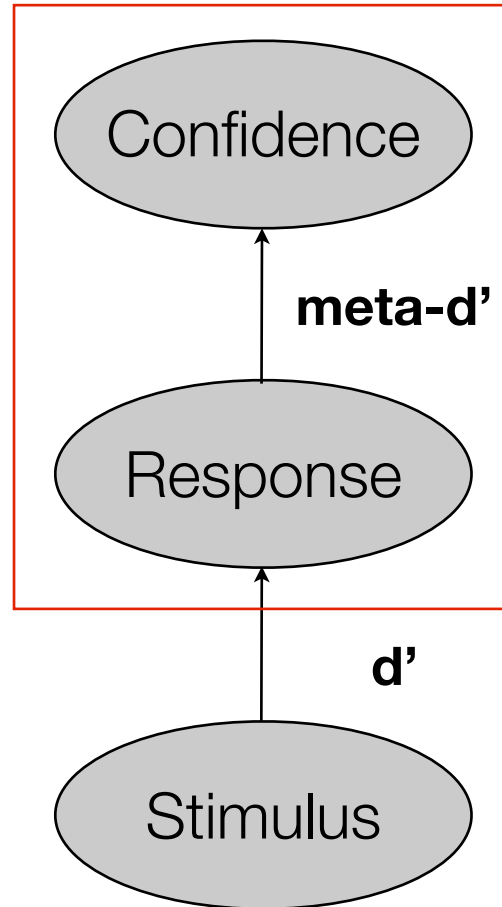 Confidence
meta-d’
Response
d’
Stimulus